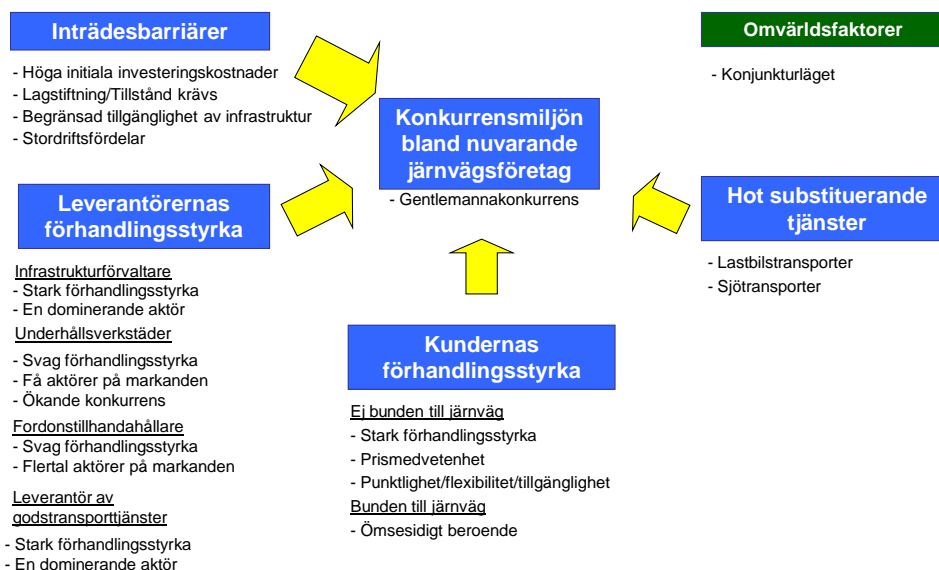 Inträdesbarriärer
- Höga initiala investeringskostnader
- Lagstiftning/Tillstånd krävs
- Begränsad tillgänglighet av infrastruktur
- Stordriftsfördelar
Omvärldsfaktorer
- Konjunkturläget
Konkurrensmiljön
bland nuvarande
järnvägsföretag
- Gentlemannakonkurrens
Leverantörernas
förhandlingsstyrka
Infrastrukturförvaltare
- Stark förhandlingsstyrka
- En dominerande aktör
Underhållsverkstäder
- Svag förhandlingsstyrka
- Få aktörer på markanden
- Ökande konkurrens
Fordonstillhandahållare
- Svag förhandlingsstyrka
- Flertal aktörer på markanden
Leverantör av
godstransporttjänster
- Stark förhandlingsstyrka
- En dominerande aktör
Hot substituerande
tjänster
- Lastbilstransporter
- Sjötransporter
Kundernas
förhandlingsstyrka
Ej bunden till järnväg
- Stark förhandlingsstyrka
- Prismedvetenhet
- Punktlighet/flexibilitet/tillgänglighet
Bunden till järnväg
- Ömsesidigt beroende